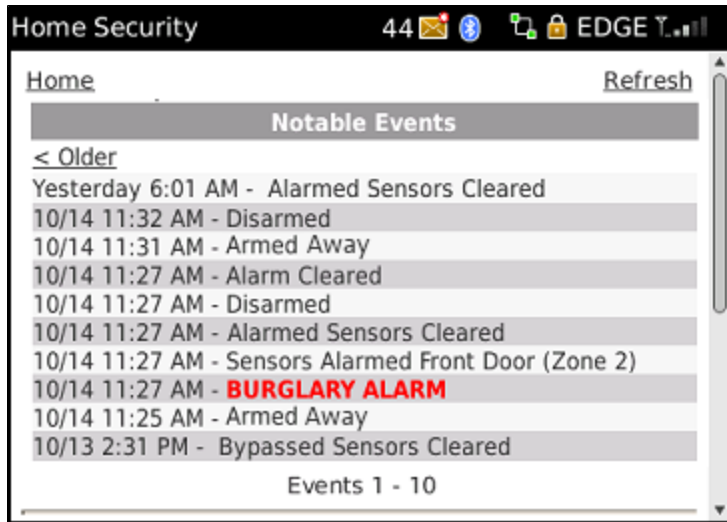 Home Security 44 EDGE
Home Refresh
Notable Events
< Older
Yesterday 6:01 AM - Alarmed Sensors Cleared
10/14 11:32 AM - Disarmed
10/14 11:31 AM - Armed Away
10/14 11:27 AM - Alarm Cleared
10/14 11:27 AM - Disarmed
10/14 11:27 AM - Alarmed Sensors Cleared
10/14 11:27 AM - Sensors Alarmed Front Door (Zone 2)
10/14 11:27 AM - BURGLARY ALARM
10/14 11:25 AM - Armed Away
10/13 2:31 PM - Bypassed Sensors Cleared
Events 1 - 10